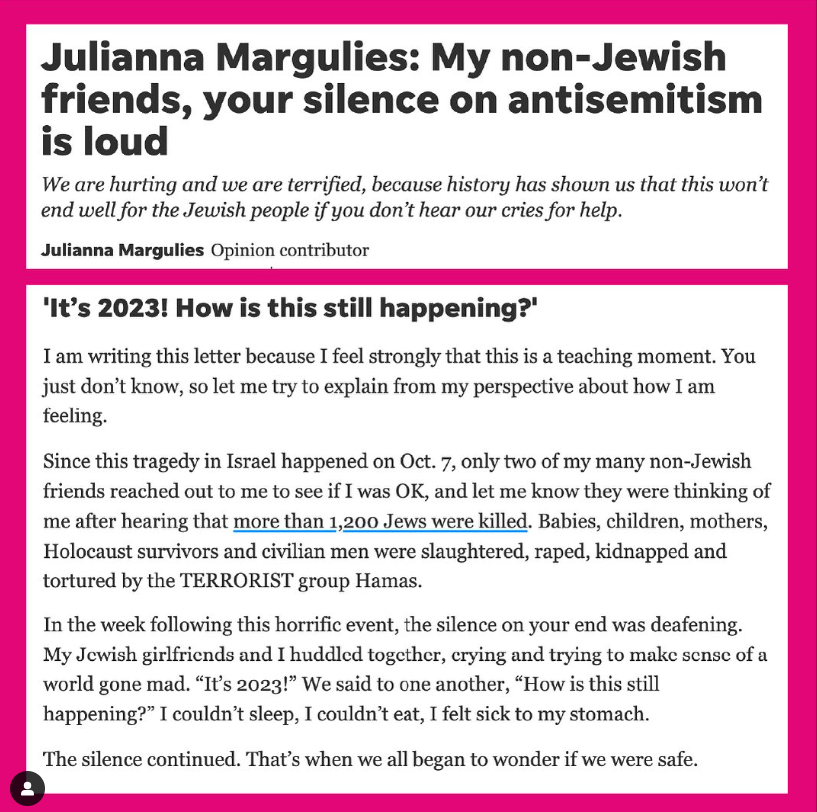 Julianna Margulies: My non-Jewish
friends, your silence on antisemitism
is loud
We are hurting and we are terrified, because history has shown us that this won't
end well for the Jewish people if you don't hear our cries for help.
Julianna Margulies Opinion contributor
'It's 2023! How is this still happening?'
I am writing this letter because I feel strongly that this is a teaching moment. You
just don't know, so let me try to explain from my perspective about how I am
feeling.
Since this tragedy in Israel happened on Oct. 7, only two of my many non-Jewish
friends reached out to me to see if I was OK, and let me know they were thinking of
me after hearing that more than 1,200 Jews were killed. Babies, children, mothers,
Holocaust survivors and civilian men were slaughtered, raped, kidnapped and
tortured by the TERRORIST group Hamas.
In the week following this horrific event, the silence on your end was deafening.
My Jewish girlfriends and I huddled together, crying and trying to make sense of a
world gone mad. “It's 2023!” We said to one another, “How is this still
happening?” I couldn't sleep, I couldn't eat, I felt sick to my stomach.
The silence continued. That's when we all began to wonder if we were safe.